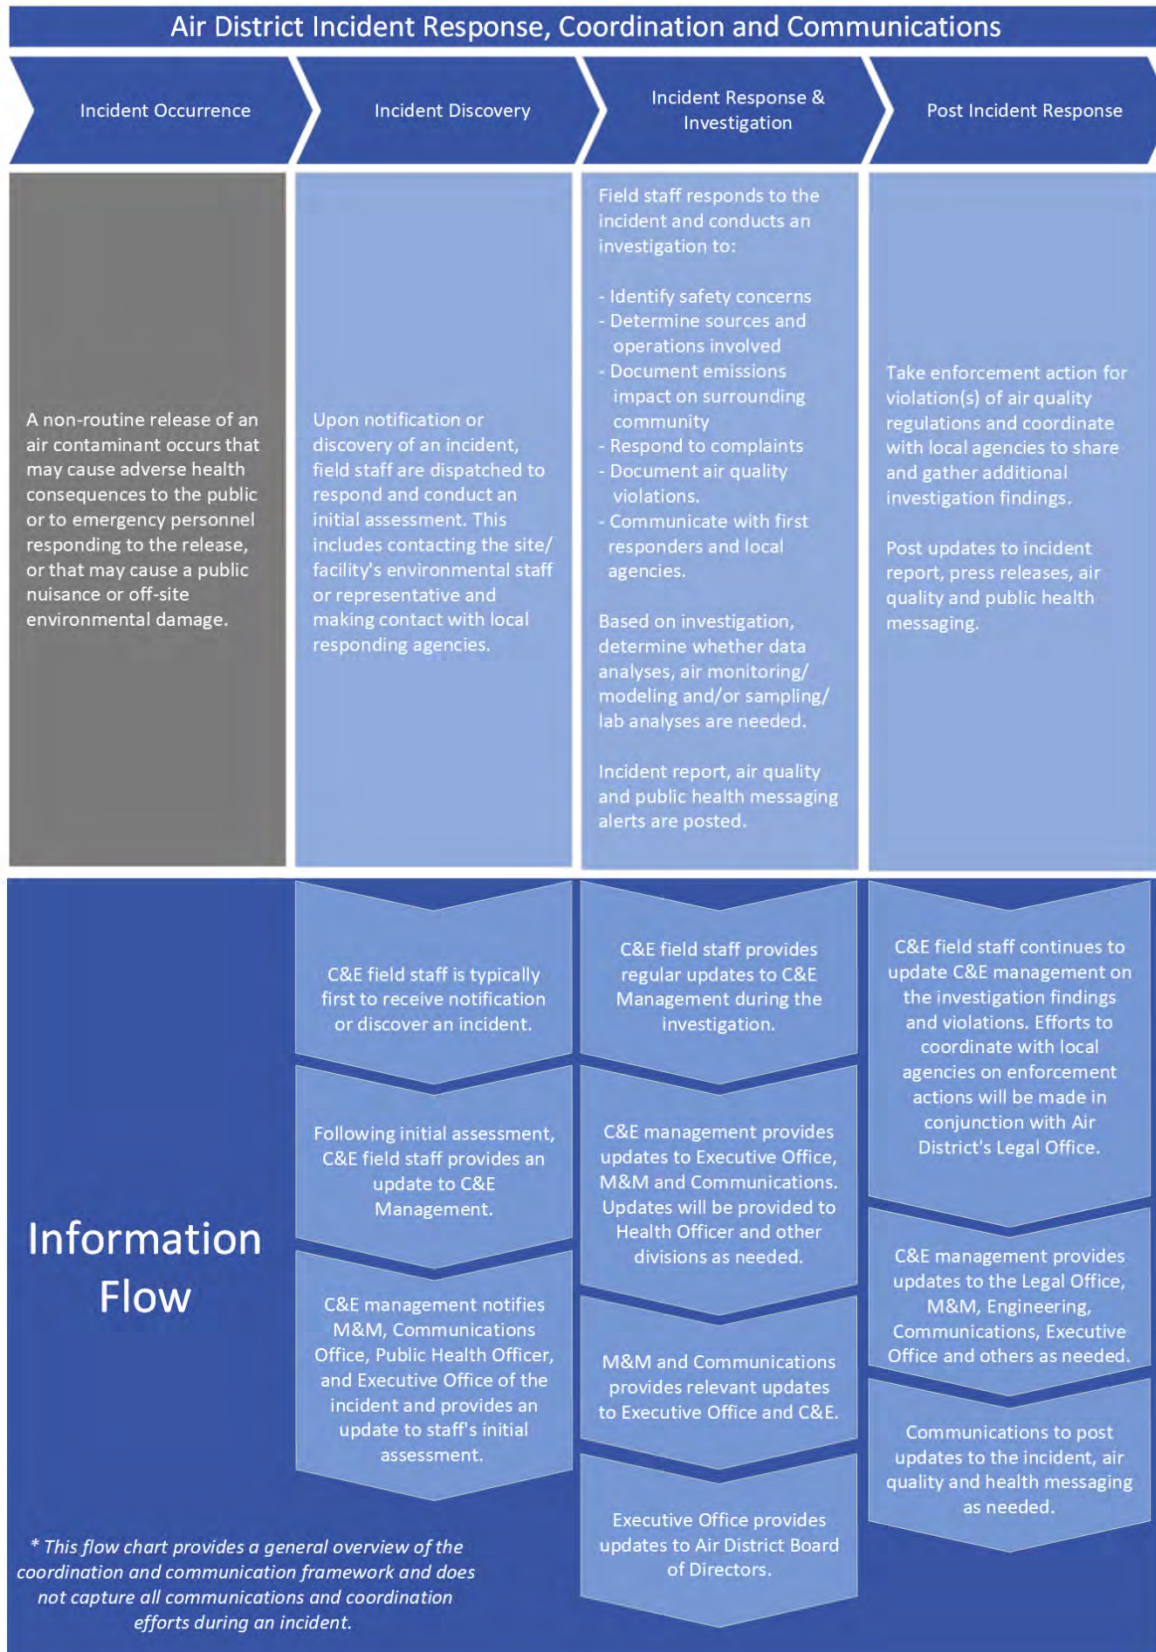 Air District Incident Response, Coordination and Communications
Incident Occurrence
Incident Discovery
Incident Response &
Investigation
Post Incident Response
A non-routine release of an
air contaminant occurs that
may cause adverse health
consequences to the public
or to emergency personnel
responding to the release,
or that may cause a public
nuisance or off-site
environmental damage.
Upon notification or
discovery of an incident,
field staff are dispatched to
respond and conduct an
initial assessment. This
includes contacting the site/
facility's environmental staff
or representative and
making contact with local
responding agencies.
Field staff responds to the
incident and conducts an
investigation to:
- Identify safety concerns
- Determine sources and
operations involved
- Document emissions
impact on surrounding
community
- Respond to complaints
- Document air quality
violations.
- Communicate with first
responders and local
agencies.
Based on investigation,
determine whether data
analyses, air monitoring/
modeling and/or sampling/
lab analyses are needed.
Incident report, air quality
and public health messaging
alerts are posted.
Take enforcement action for
violation(s) of air quality
regulations and coordinate
with local agencies to share
and gather additional
investigation findings.
Post updates to incident
report, press releases, air
quality and public health
messaging.
Information
Flow
C&E field staff is typically
first to receive notification
or discover an incident.
Following initial assessment,
C&E field staff provides an
update to C&E
Management.
C&E management notifies
M&M, Communications
Office, Public Health Officer,
and Executive Office of the
incident and provides an
update to staff's initial
assessment.
C&E field staff provides
regular updates to C&E
Management during the
investigation.
C&E management provides
updates to Executive Office,
M&M and Communications.
Updates will be provided to
Health Officer and other
divisions as needed.
M&M and Communications
provides relevant updates
to Executive Office and C&E.
Executive Office provides
updates to Air District Board
of Directors.
C&E field staff continues to
update C&E management on
the investigation findings
and violations. Efforts to
coordinate with local
agencies on enforcement
actions will be made in
conjunction with Air
District's Legal Office.
C&E management provides
updates to the Legal Office,
M&M, Engineering,
Communications, Executive
Office and others as needed.
Communications to post
updates to the incident, air
quality and health messaging
as needed.
* This flow chart provides a general overview of the
coordination and communication framework and does
not capture all communications and coordination
efforts during an incident.